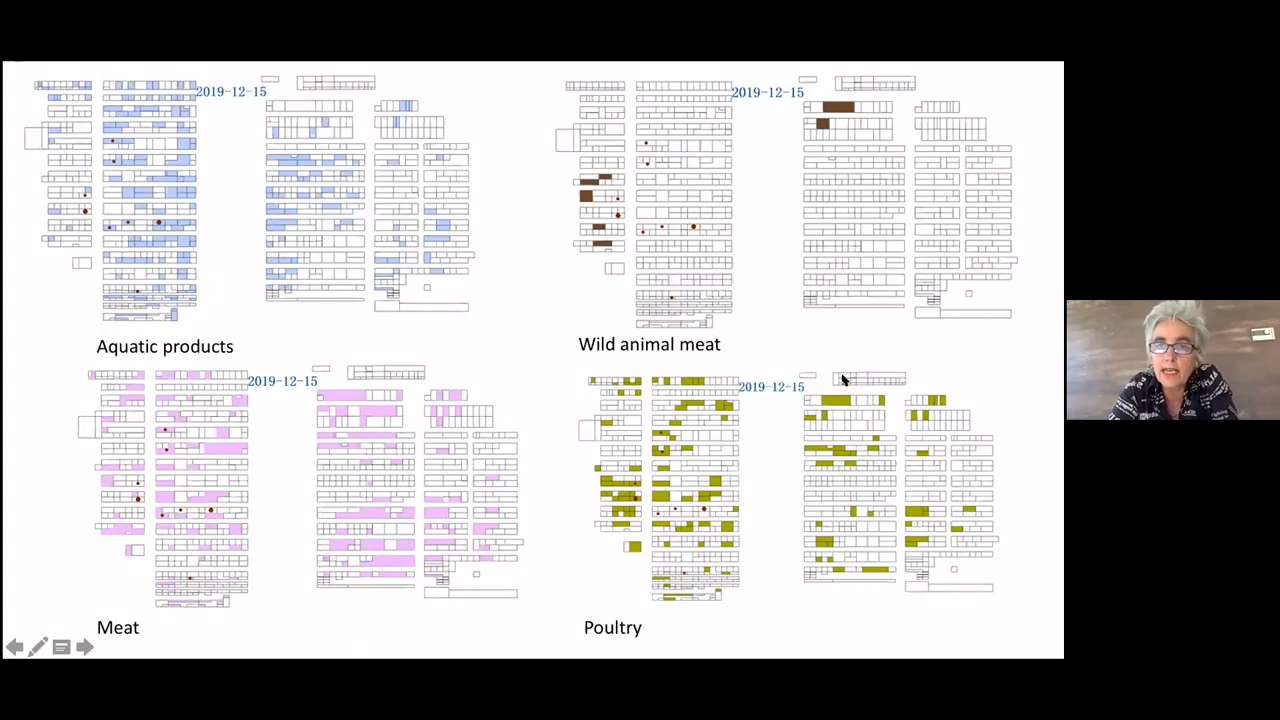 2019-12-15
2019-12-15
Aquatic products
Wild animal meat
2019-12-15
2019-12-15
Meat
Poultry